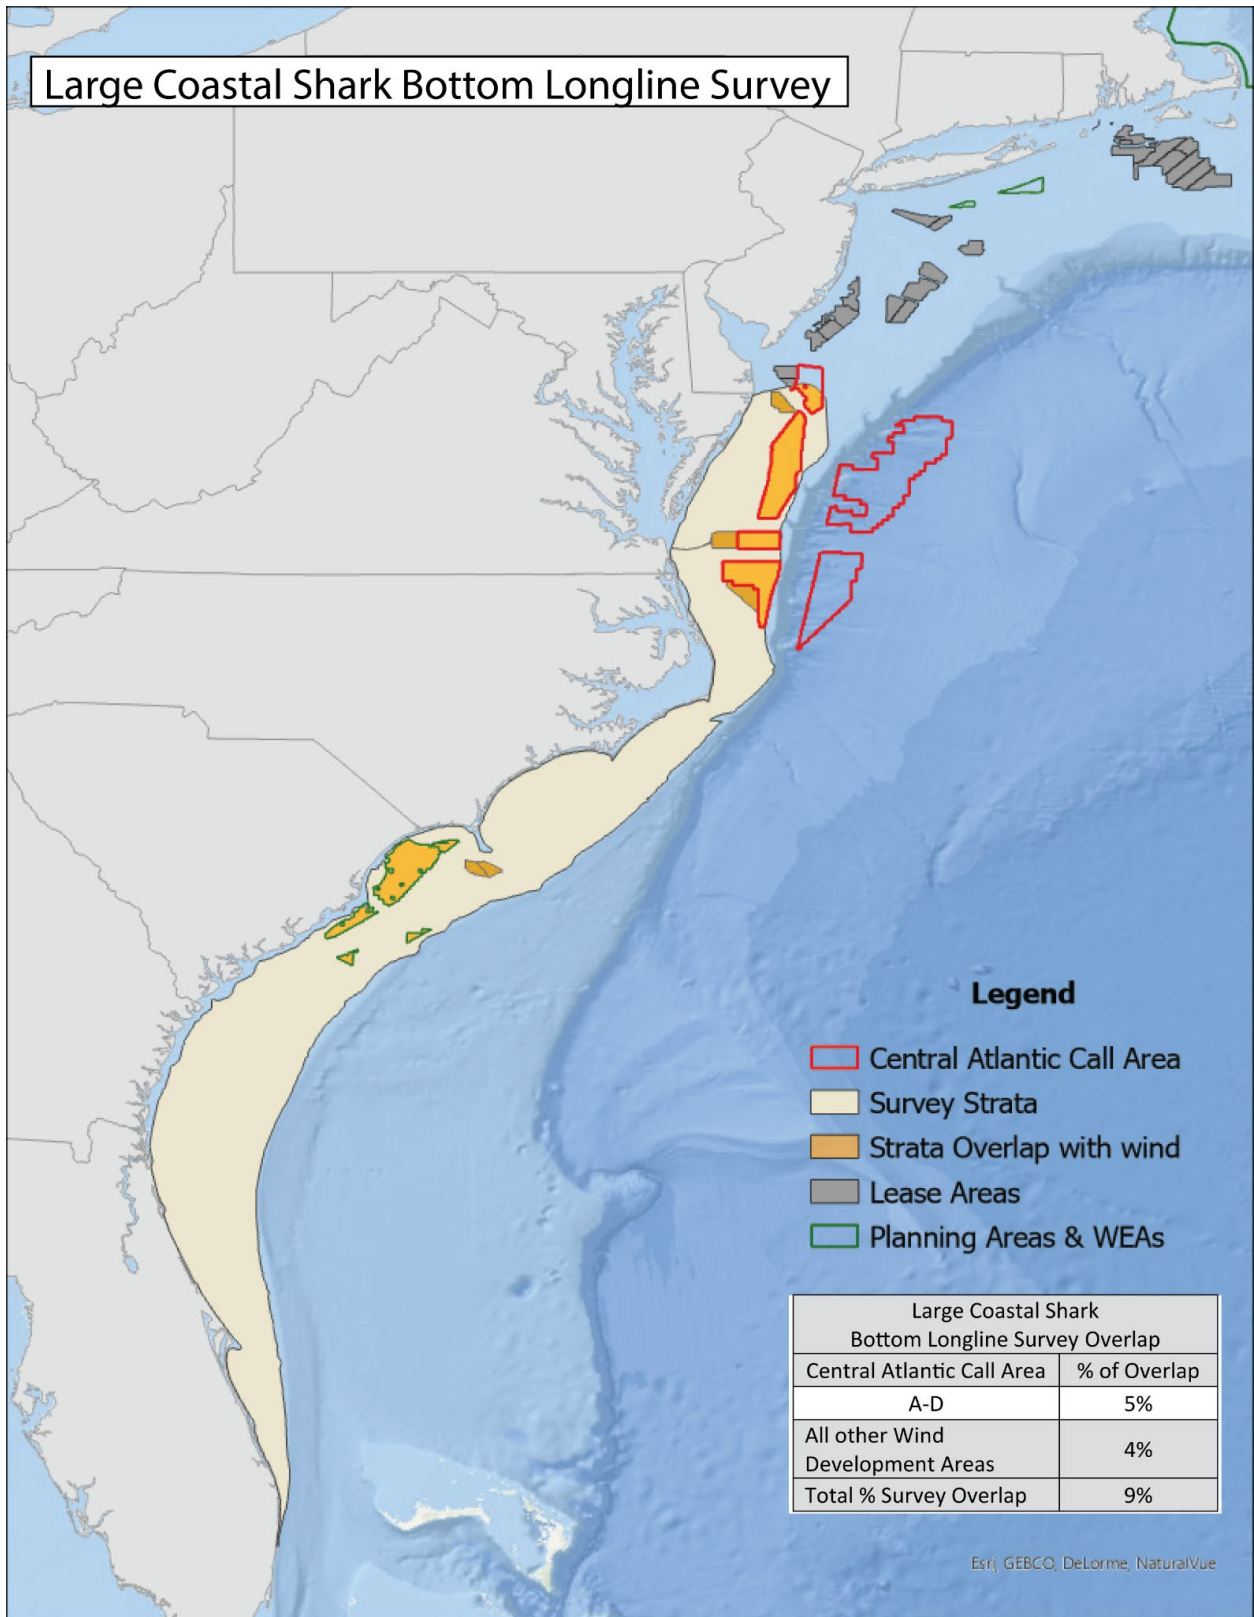 Large Coastal Shark Bottom Longline Survey
Legend
Central Atlantic Call Area
Survey Strata
Strata Overlap with wind
Lease Areas
Planning Areas & WEAs
Large Coastal Shark
Bottom Longline Survey Overlap
Central Atlantic Call Area % of Overlap
A-D 5%
All other Wind
Development Areas 4%
Total % Survey Overlap 9%
Esri, GEBCO, DeLorme, NaturalVue